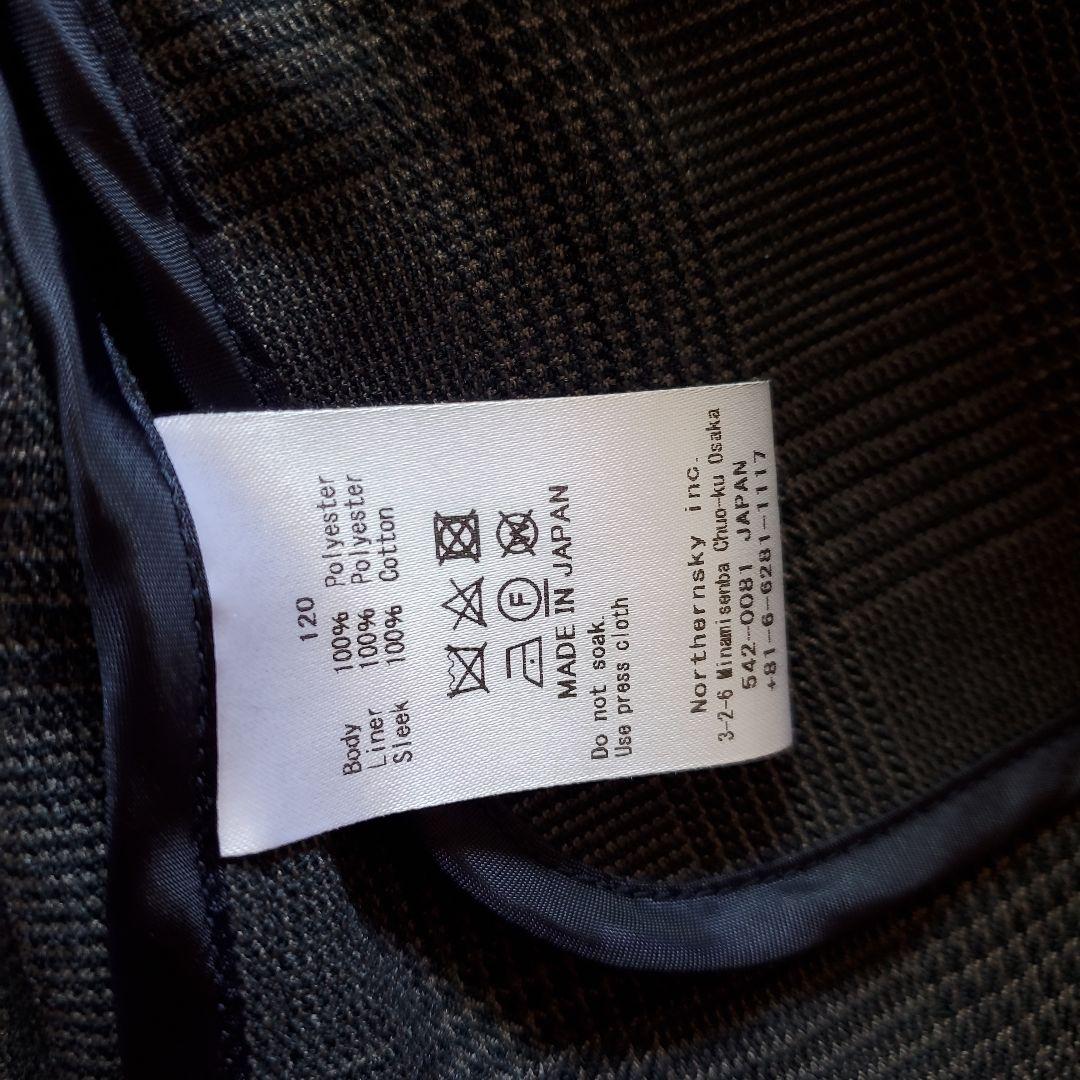 120
Body 100% Polyester
Liner 100% Polyester
Sleek 100% Cotton
F W
MADE IN JAPAN
Do not soak.
Use press cloth
Northernsky inc.
3-2-6 Minamisenba Chuo-ku Osaka
542-0081 JAPAN
+81-6-6281-1117